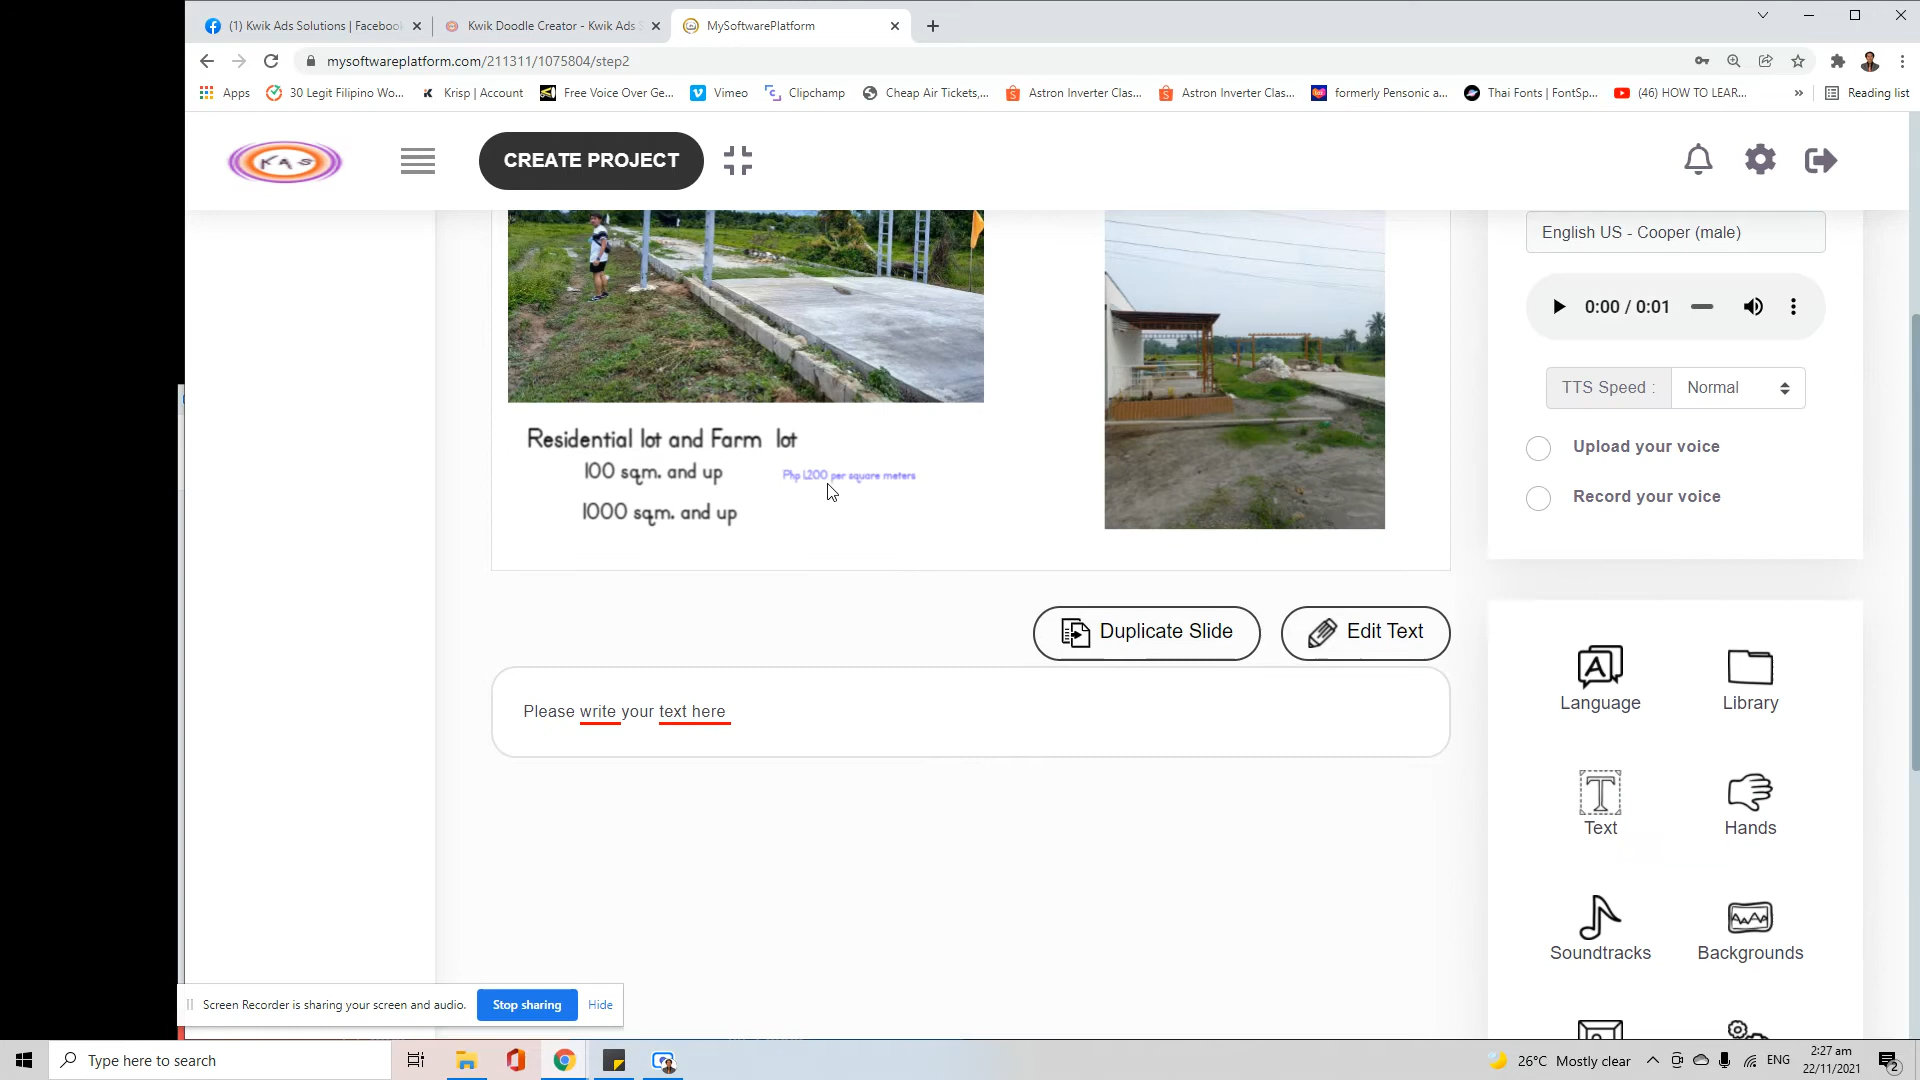 (1) Kwik Ads Solutions | Facebook
Kwik Doodle Creator - Kwik Ads S
MySoftwarePlatform
mysoftwareplatform.com/211311/1075804/step2
Apps
30 Legit Filipino Wo...
Krisp | Account
Free Voice Over Ge...
Vimeo
Clipchamp
Cheap Air Tickets,...
Astron Inverter Clas...
Astron Inverter Clas...
formerly Pensonic a...
Thai Fonts | FontSp...
(46) HOW TO LEAR...
»
Reading list
KAS
CREATE PROJECT
English US - Cooper (male)
0:00 / 0:01
TTS Speed :
Normal
Upload your voice
Record your voice
Residential lot and Farm lot
100 sq.m. and up
Php 1,200 per square meters
1000 sq.m. and up
Duplicate Slide
Edit Text
Please write your text here
Language
Library
Text
Hands
Soundtracks
Backgrounds
Screen Recorder is sharing your screen and audio.
Stop sharing
Hide
Type here to search
26°C Mostly clear
ENG
2:27 am
22/11/2021
2